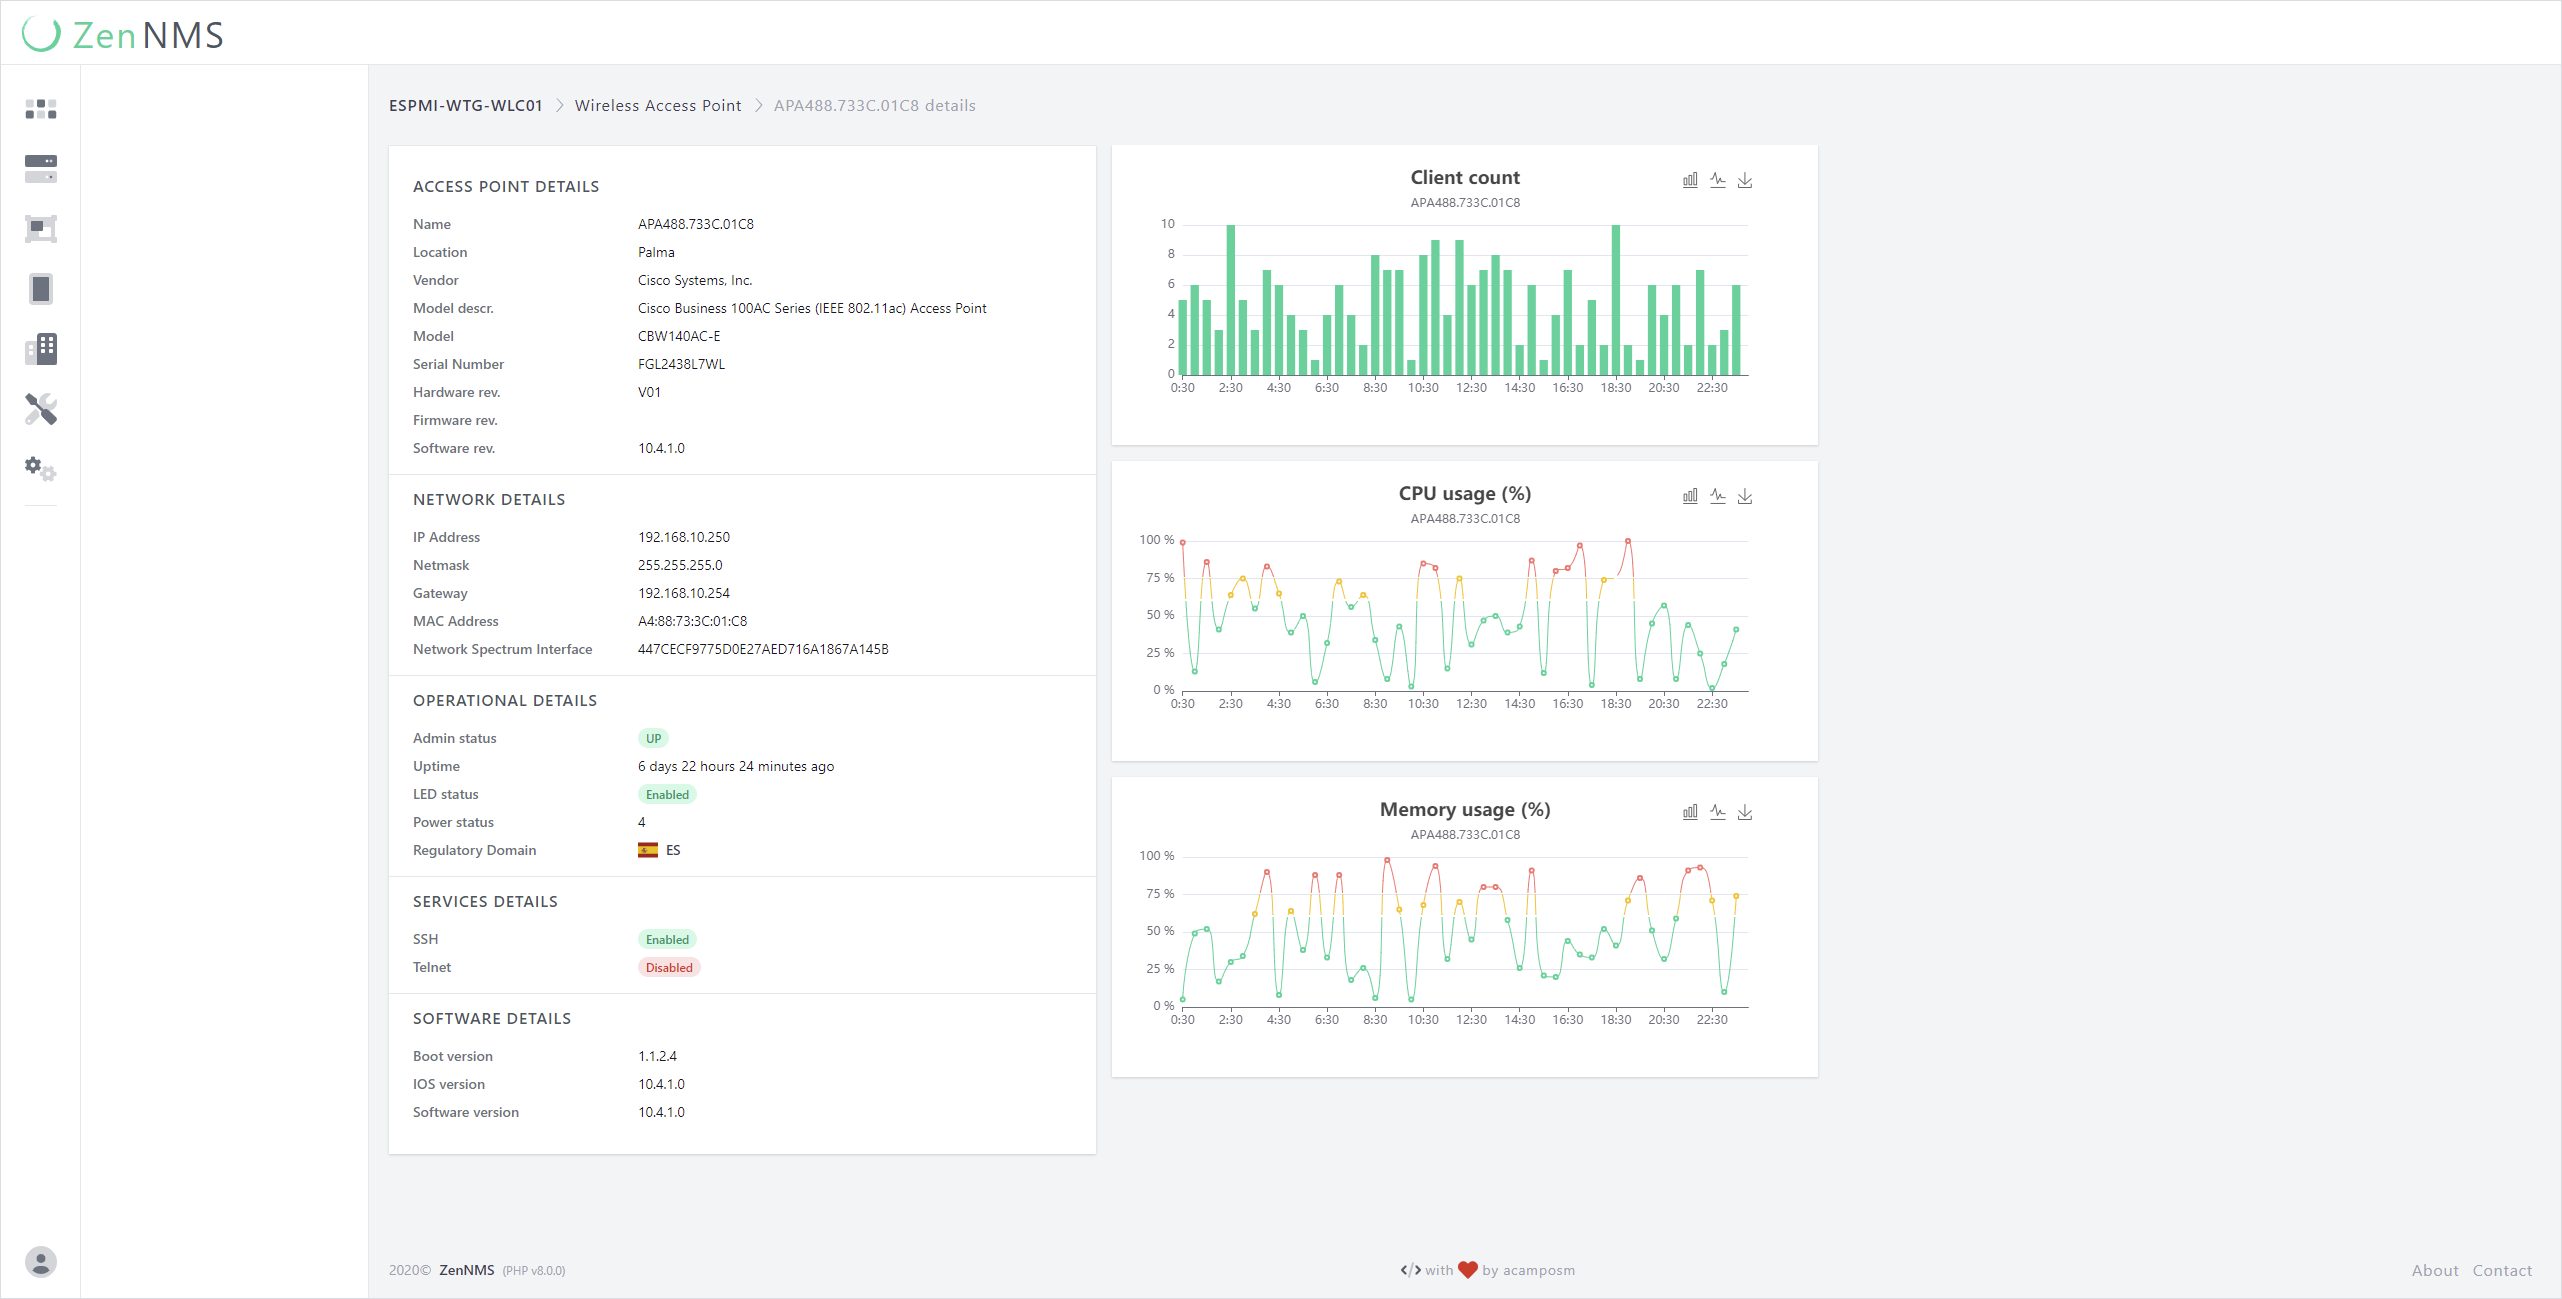 ZenNMS
ESPMI-WTG-WLC01 > Wireless Access Point > APA488.733C.01C8 details
ACCESS POINT DETAILS
Name APA488.733C.01C8
Location Palma
Vendor Cisco Systems, Inc.
Model descr. Cisco Business 100AC Series (IEEE 802.11ac) Access Point
Model CBW140AC-E
Serial Number FGL2438L7WL
Hardware rev. V01
Firmware rev.
Software rev. 10.4.1.0
NETWORK DETAILS
IP Address 192.168.10.250
Netmask 255.255.255.0
Gateway 192.168.10.254
MAC Address A4:88:73:3C:01:C8
Network Spectrum Interface 447CECF9775D0E27AED716A1867A145B
OPERATIONAL DETAILS
Admin status UP
Uptime 6 days 22 hours 24 minutes ago
LED status Enabled
Power status 4
Regulatory Domain ES
SERVICES DETAILS
SSH Enabled
Telnet Disabled
SOFTWARE DETAILS
Boot version 1.1.2.4
IOS version 10.4.1.0
Software version 10.4.1.0
Client count
APA488.733C.01C8
10
8
6
4
2
0
0:30 2:30 4:30 6:30 8:30 10:30 12:30 14:30 16:30 18:30 20:30 22:30
CPU usage (%)
APA488.733C.01C8
100 %
75 %
50 %
25 %
0 %
0:30 2:30 4:30 6:30 8:30 10:30 12:30 14:30 16:30 18:30 20:30 22:30
Memory usage (%)
APA488.733C.01C8
100 %
75 %
50 %
25 %
0 %
0:30 2:30 4:30 6:30 8:30 10:30 12:30 14:30 16:30 18:30 20:30 22:30
2020© ZenNMS (PHP v8.0.0)
</> with ❤ by acamposm
About Contact